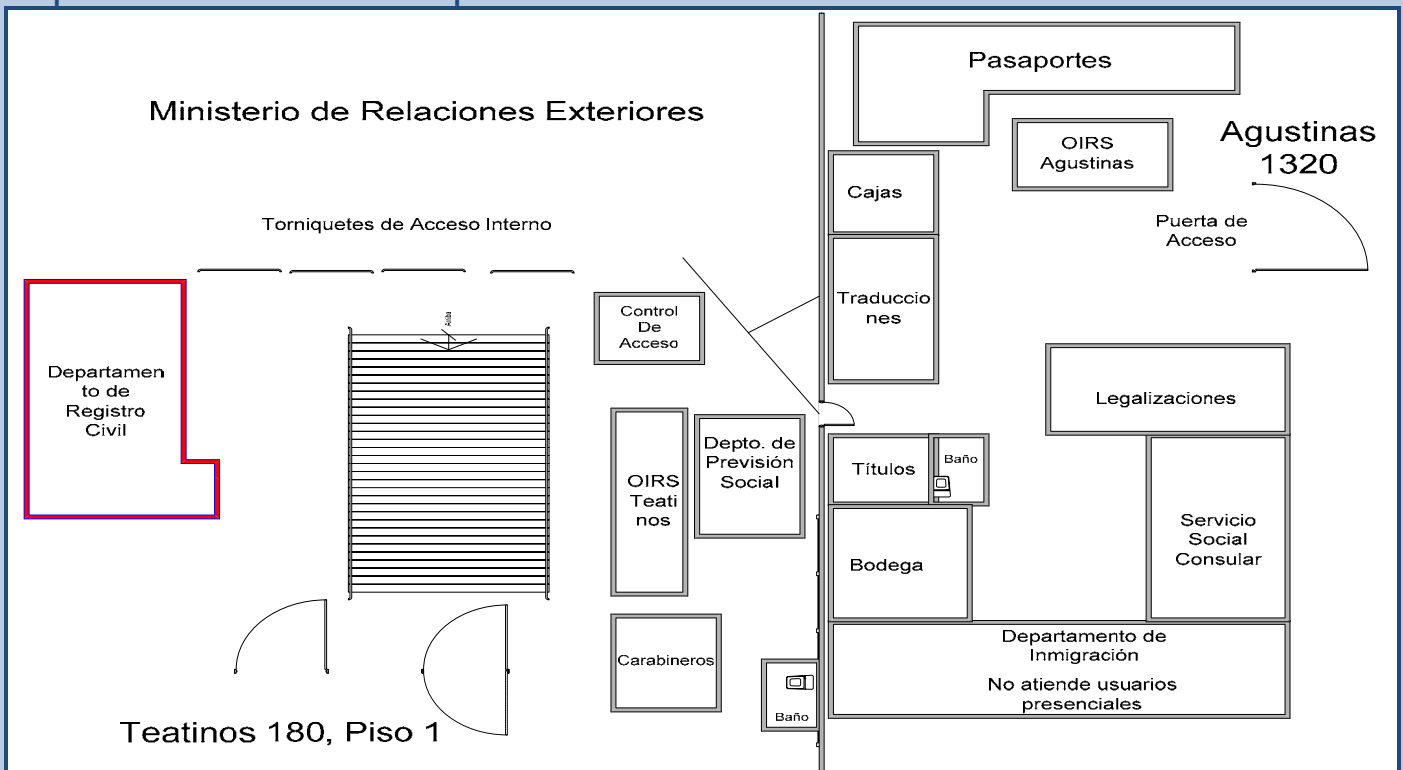 Ministerio de Relaciones Exteriores
Torniquetes de Acceso Interno
Departamen
to de
Registro
Civil
Control
De
Acceso
OIRS
Teati
nos
Depto. de
Previsión
Social
Carabineros
Baño
Teatinos 180, Piso 1
Pasaportes
OIRS
Agustinas
Agustinas
1320
Puerta de
Acceso
Cajas
Traduccio
nes
Legalizaciones
Títulos
Baño
Bodega
Servicio
Social
Consular
Departamento de
Inmigración
No atiende usuarios
presenciales